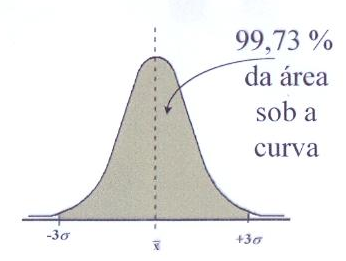 99,73 %
da área
sob a
curva
-3σ
x̄
+3σ